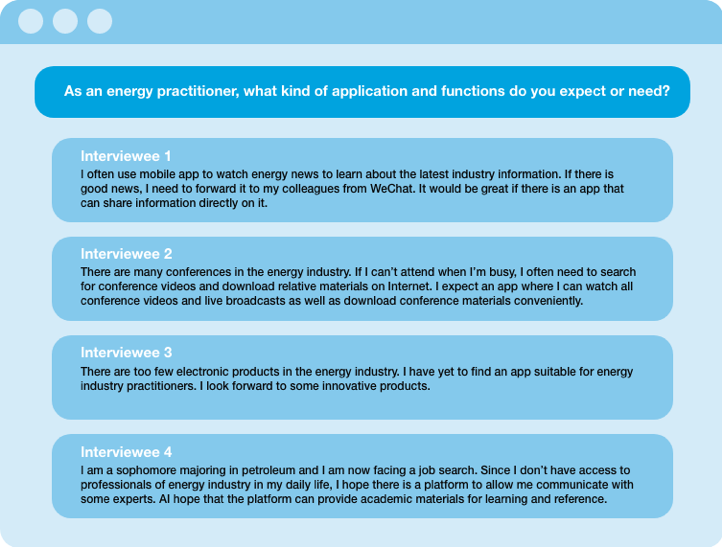 As an energy practitioner, what kind of application and functions do you expect or need?
Interviewee 1
I often use mobile app to watch energy news to learn about the latest industry information. If there is
good news, I need to forward it to my colleagues from WeChat. It would be great if there is an app that
can share information directly on it.
Interviewee 2
There are many conferences in the energy industry. If I can't attend when I'm busy, I often need to search
for conference videos and download relative materials on Internet. I expect an app where I can watch all
conference videos and live broadcasts as well as download conference materials conveniently.
Interviewee 3
There are too few electronic products in the energy industry. I have yet to find an app suitable for energy
industry practitioners. I look forward to some innovative products.
Interviewee 4
I am a sophomore majoring in petroleum and I am now facing a job search. Since I don't have access to
professionals of energy industry in my daily life, I hope there is a platform to allow me communicate with
some experts. AI hope that the platform can provide academic materials for learning and reference.